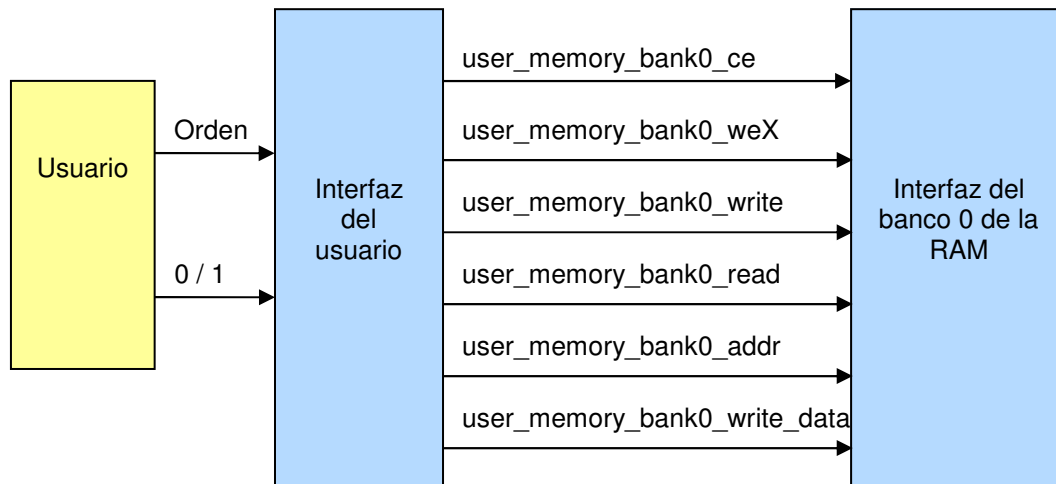 Usuario
Orden
0 / 1
Interfaz
del
usuario
user_memory_bank0_ce
user_memory_bank0_weX
user_memory_bank0_write
user_memory_bank0_read
user_memory_bank0_addr
user_memory_bank0_write_data
Interfaz del
banco 0 de la
RAM